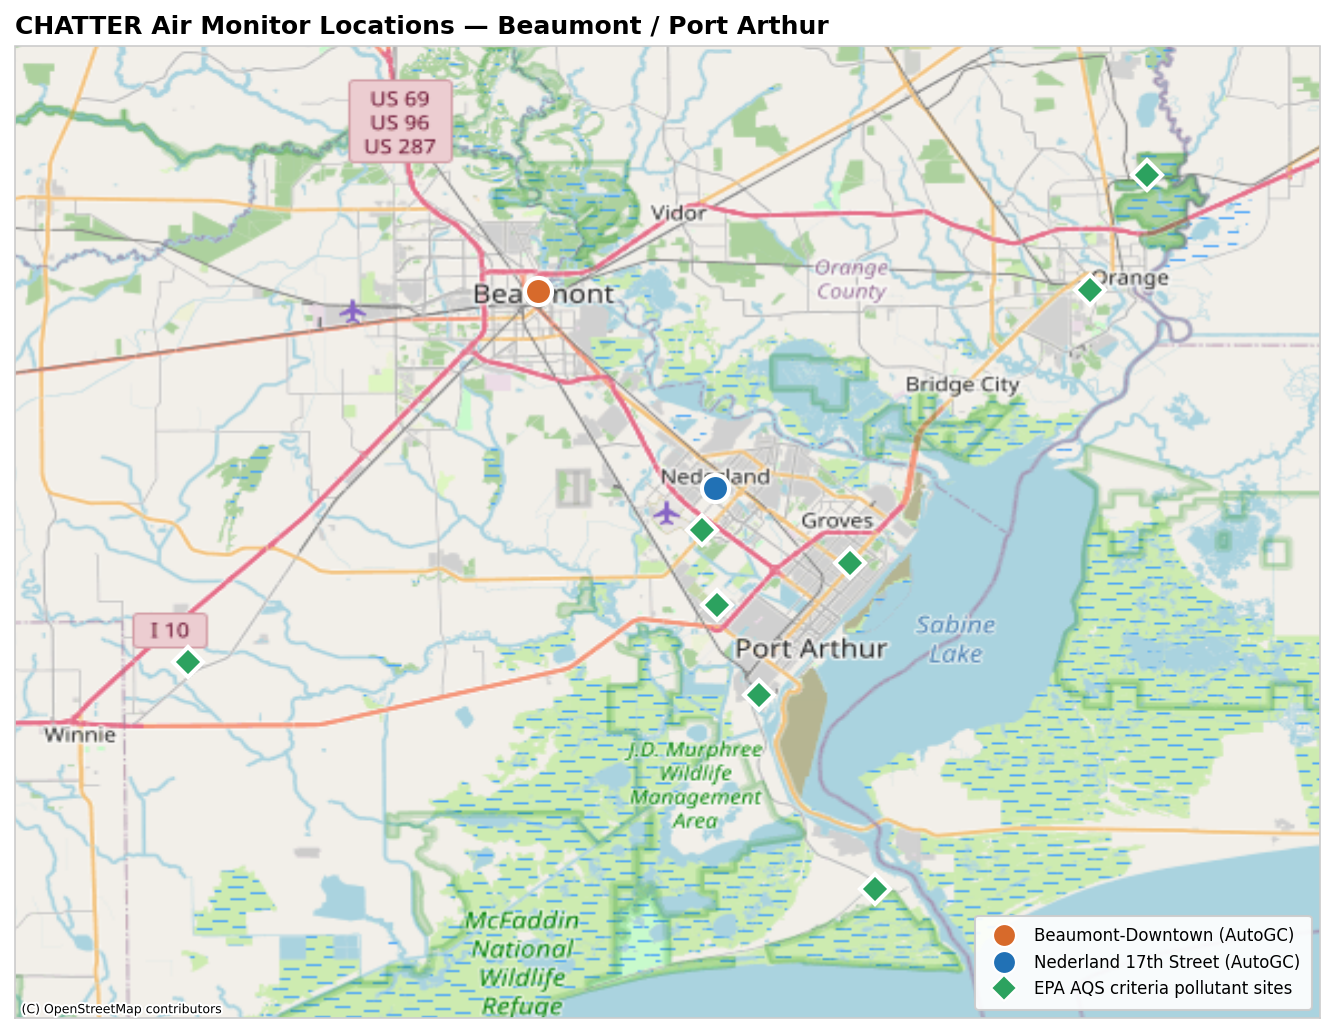 CHATTER Air Monitor Locations — Beaumont / Port Arthur
US 69
US 96
US 287
Vidor
Orange
County
Orange
Beaumont
Bridge City
Nederland
Groves
I 10
Sabine
Lake
Port Arthur
Winnie
J.D. Murphree
Wildlife
Management
Area
McFaddin
National
Wildlife
Refuge
Beaumont-Downtown (AutoGC)
Nederland 17th Street (AutoGC)
EPA AQS criteria pollutant sites
(C) OpenStreetMap contributors